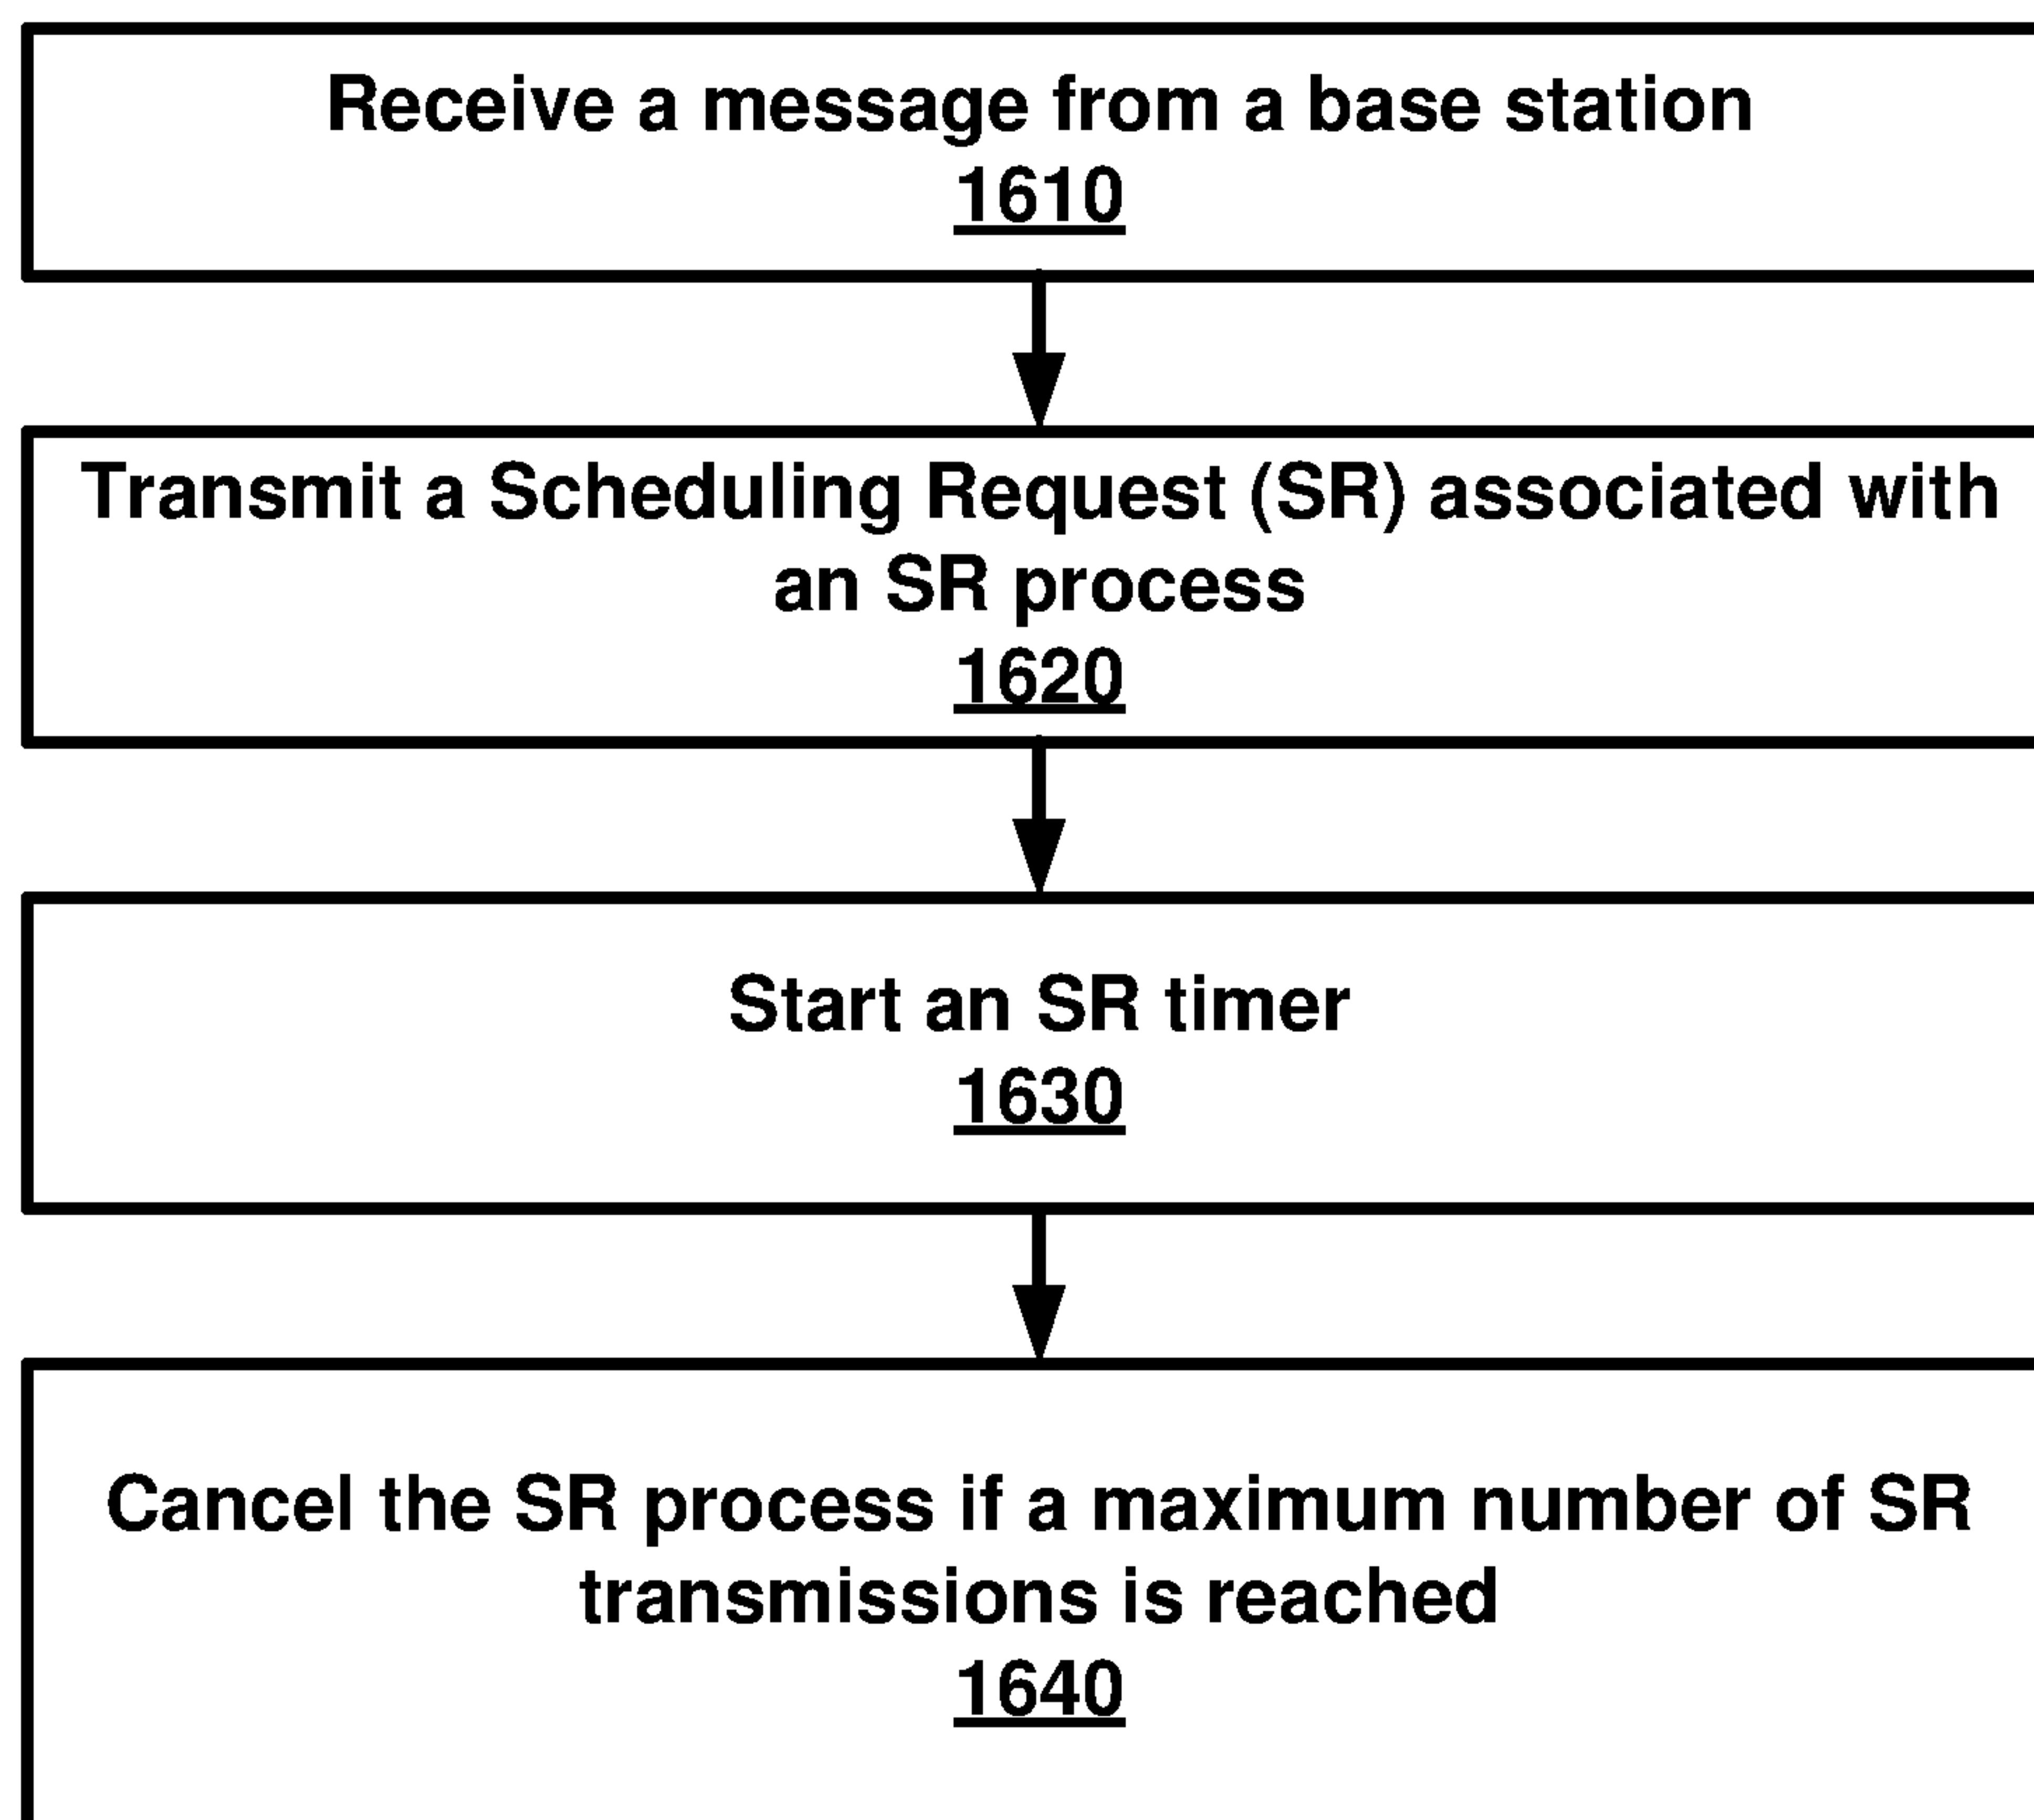 Receive a message from a base station
1610
Transmit a Scheduling Request (SR) associated with
an SR process
1620
Start an SR timer
1630
Cancel the SR process if a maximum number of SR
transmissions is reached
1640